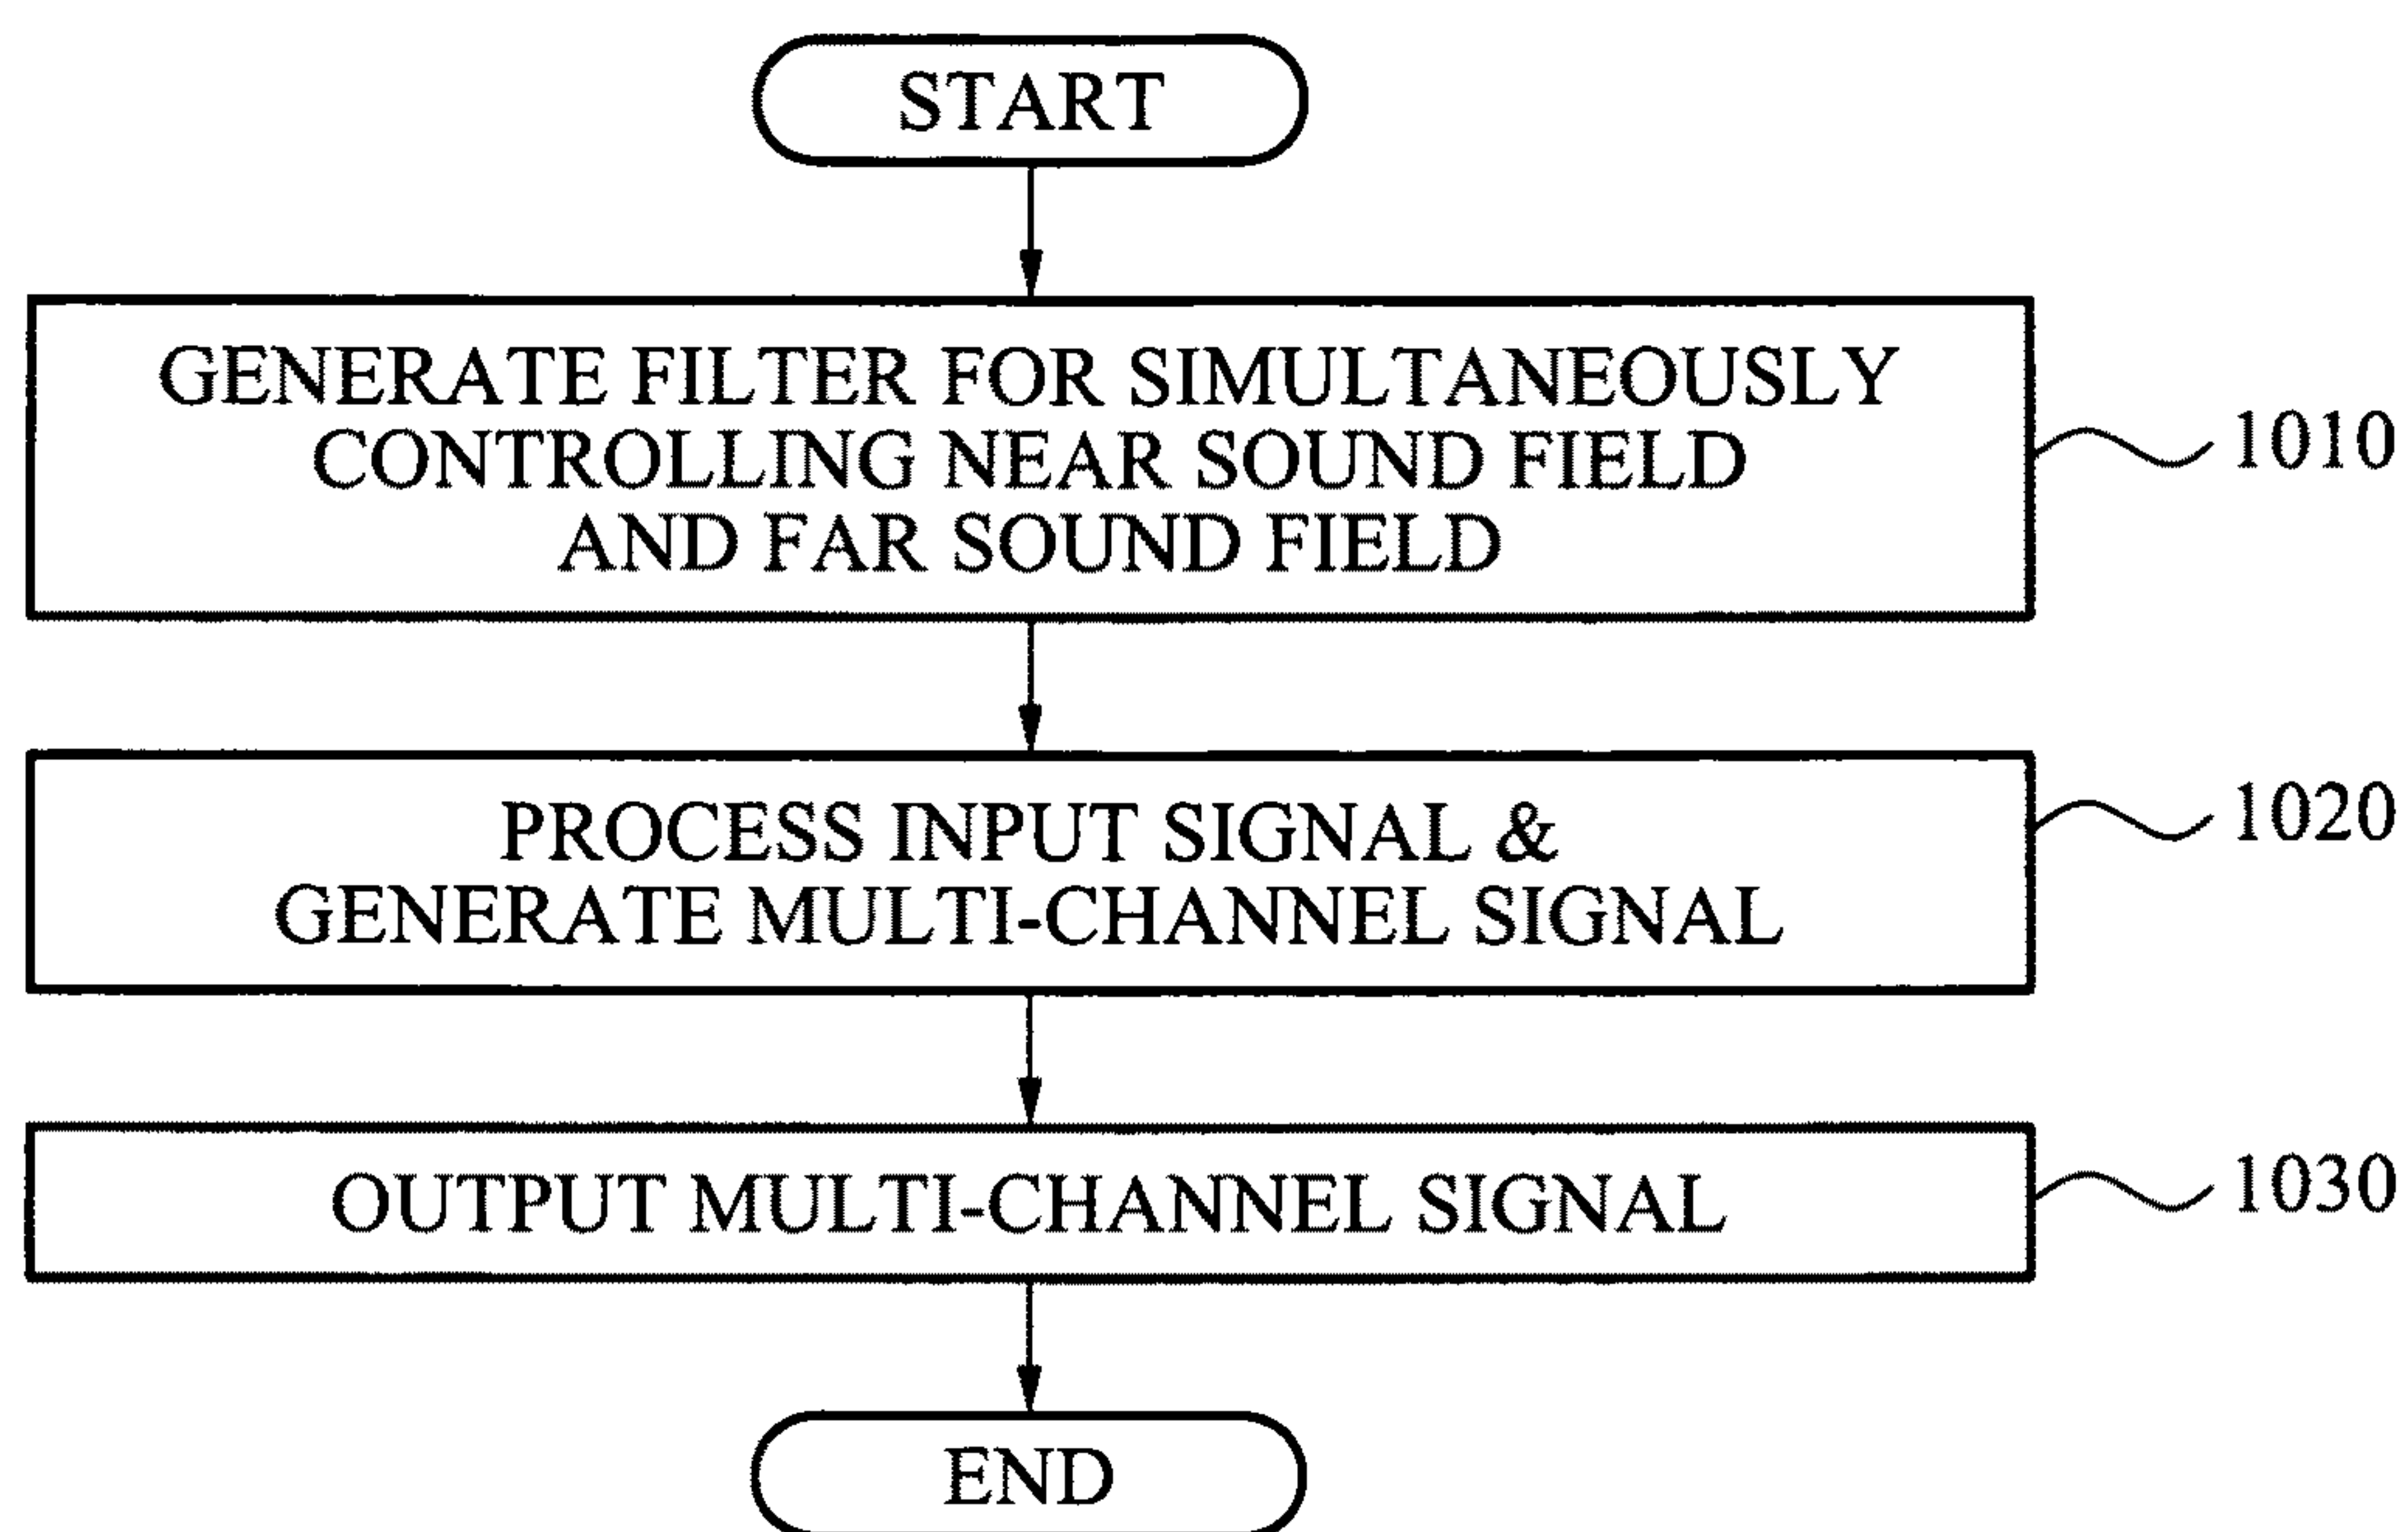 START
GENERATE FILTER FOR SIMULTANEOUSLY
CONTROLLING NEAR SOUND FIELD
AND FAR SOUND FIELD
1010
PROCESS INPUT SIGNAL &
GENERATE MULTI-CHANNEL SIGNAL
1020
OUTPUT MULTI-CHANNEL SIGNAL
1030
END